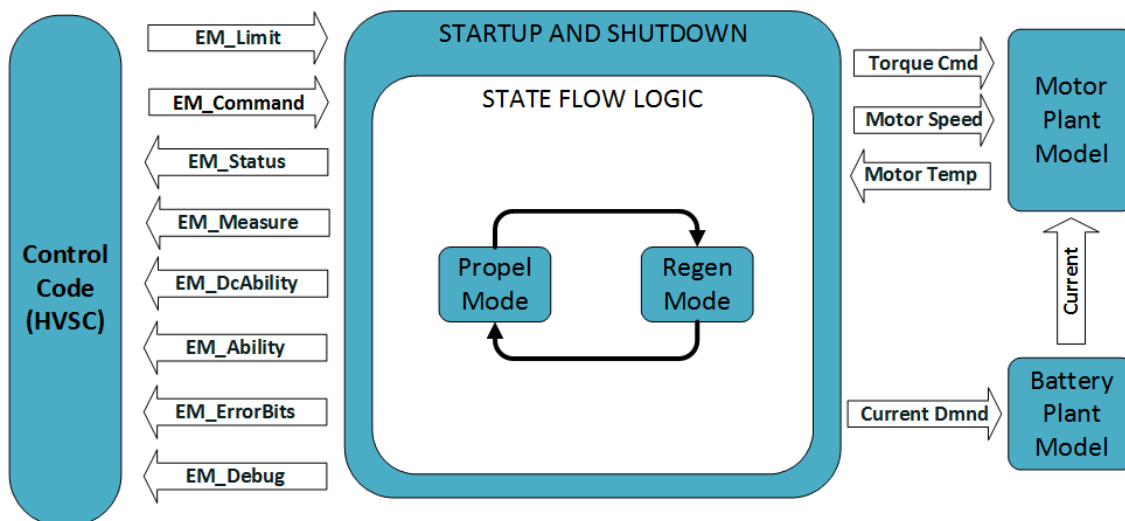 Control
Code
(HVSC)
EM_Limit
EM_Command
EM_Status
EM_Measure
EM_DcAbility
EM_Ability
EM_ErrorBits
EM_Debug
STARTUP AND SHUTDOWN
STATE FLOW LOGIC
Propel
Mode
Regen
Mode
Torque Cmd
Motor Speed
Motor Temp
Current Dmnd
Motor
Plant
Model
Current
Battery
Plant
Model